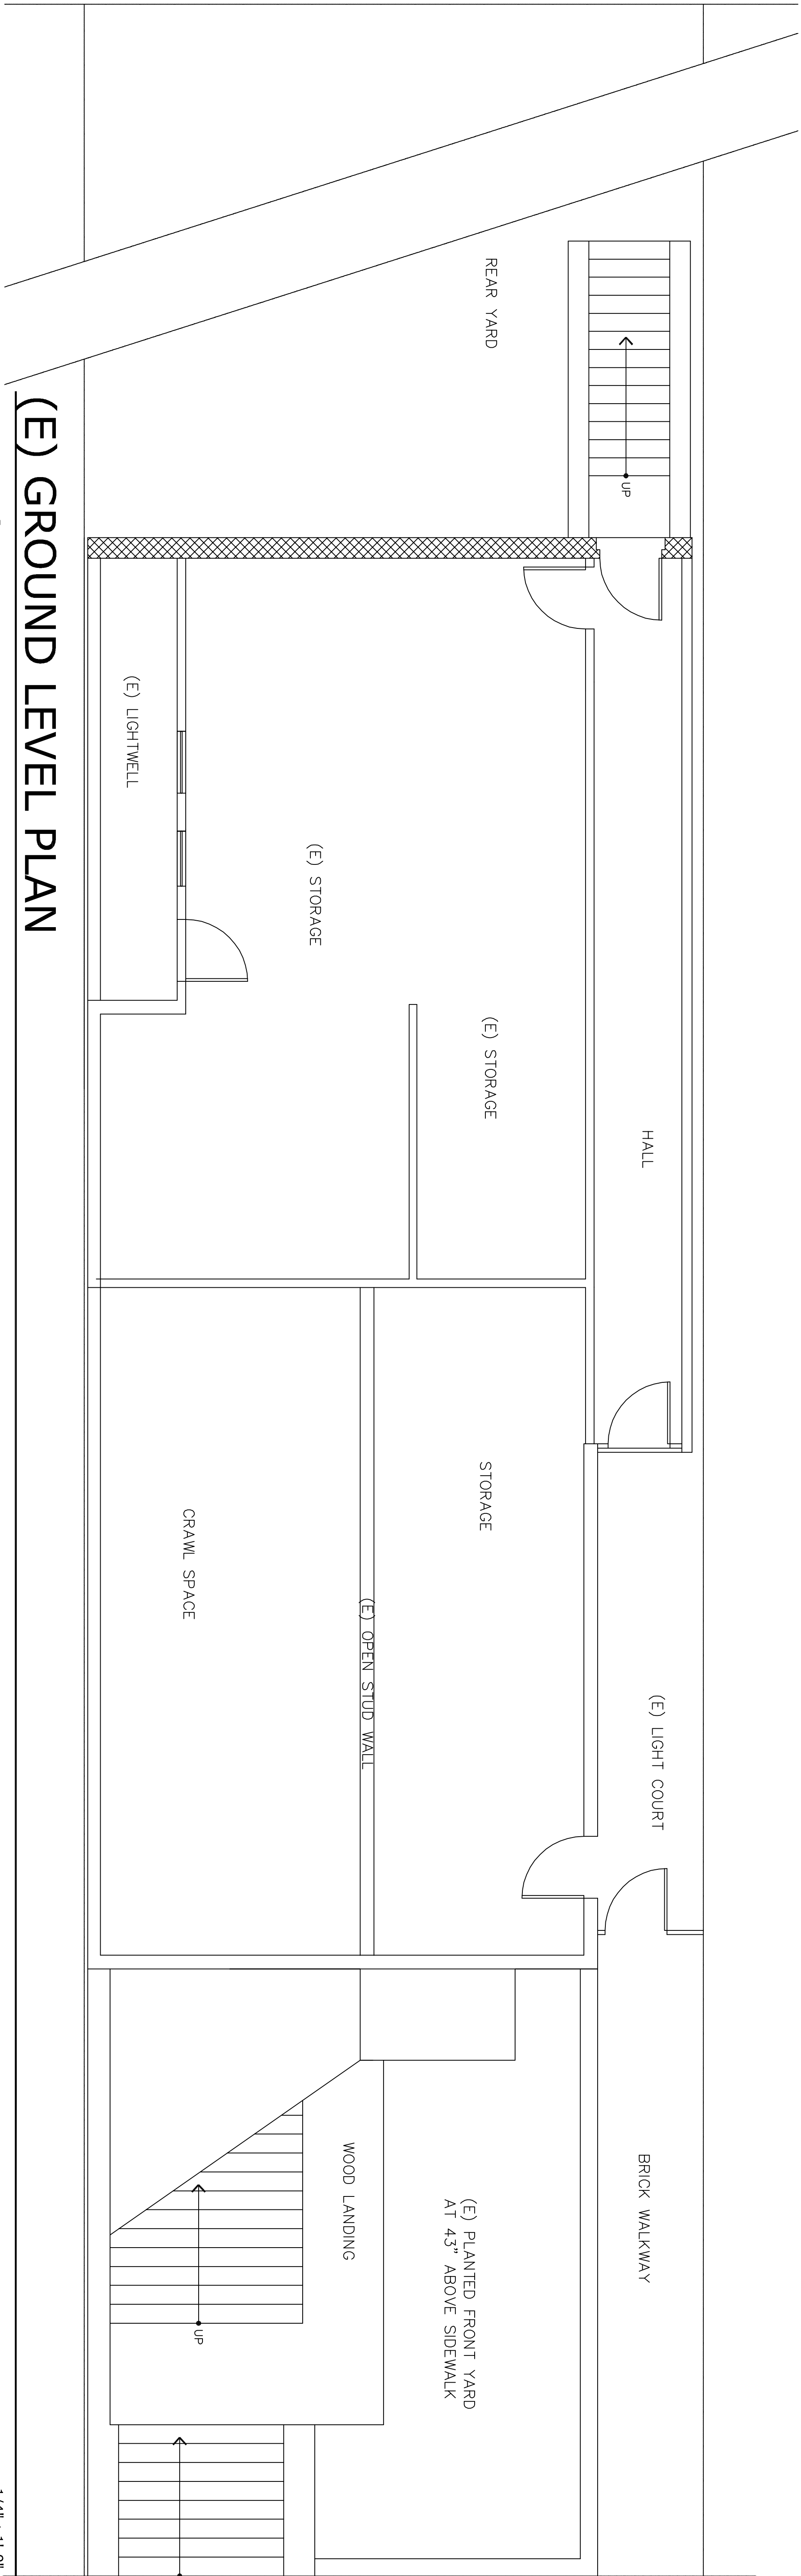 REAR YARD
UP
(E) GROUND LEVEL PLAN
(E) LIGHTWELL
(E) STORAGE
(E) STORAGE
HALL
STORAGE
CRAWL SPACE
(E) OPEN STUD WALL
(E) LIGHT COURT
WOOD LANDING
BRICK WALKWAY
(E) PLANTED FRONT YARD
AT 43" ABOVE SIDEWALK
UP